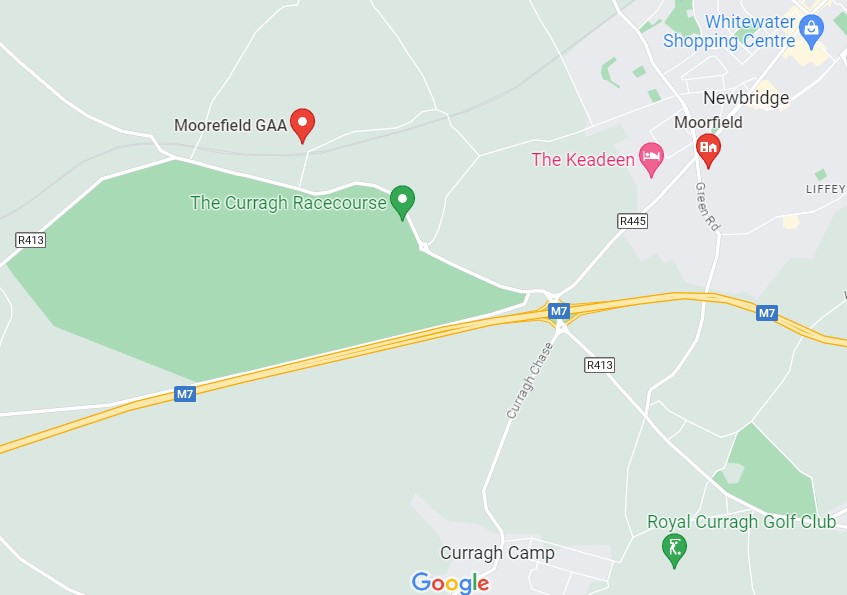 Whitewater
Shopping Centre
Newbridge
Moorefield GAA
Moorfield
The Keadeen
LIFFEY
The Curragh Racecourse
Green Rd
R445
R413
M7
M7
R413
Curragh Chase
M7
Royal Curragh Golf Club
Curragh Camp
Google